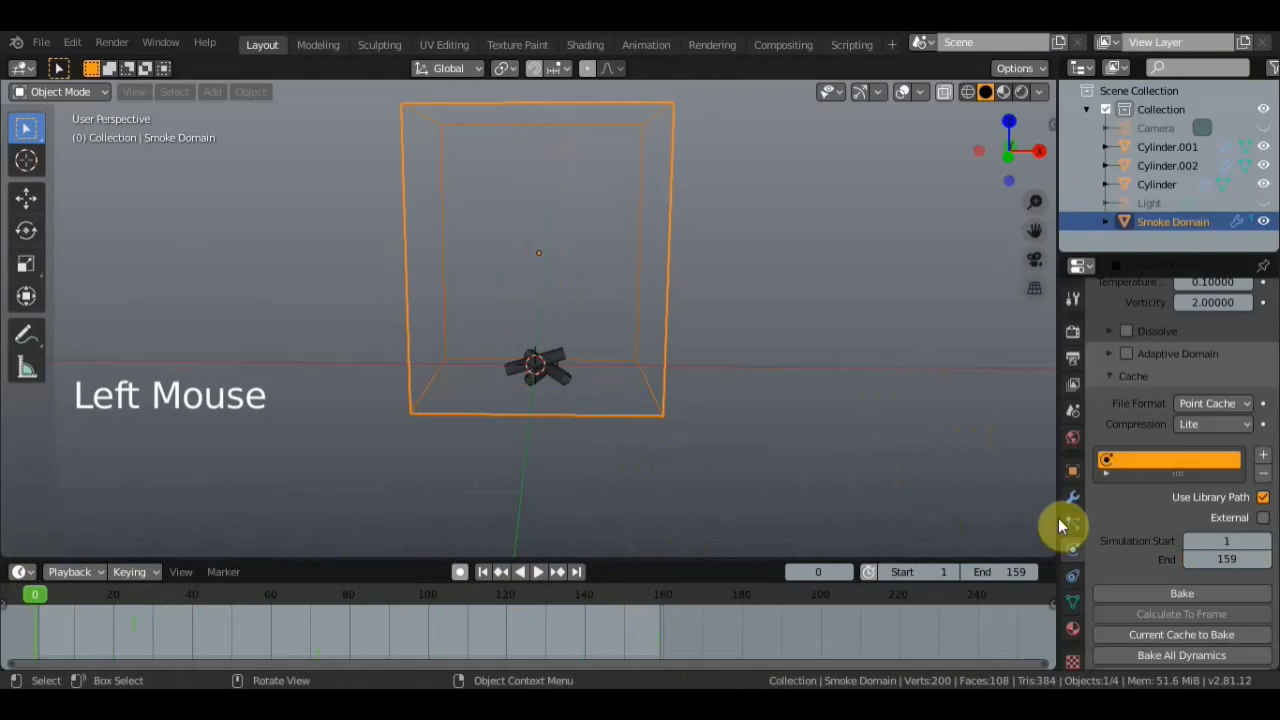 File Edit Render Window Help Layout Modeling Sculpting UV Editing Texture Paint Shading Animation Rendering Compositing Scripting + Scene View Layer
Global Options
Object Mode View Select Add Object
User Perspective
(0) Collection | Smoke Domain
Scene Collection
Collection
Camera
Cylinder.001
Cylinder.002
Cylinder
Light
Smoke Domain
X
Left Mouse
Temperature .. 0.10000
Vorticity 2.00000
Dissolve
Adaptive Domain
Cache
File Format Point Cache
Compression Lite
Use Library Path
External
Simulation Start 1
End 159
Bake
Calculate To Frame
Current Cache to Bake
Bake All Dynamics
Playback Keying View Marker 0 Start 1 End 159
0 20 40 60 80 100 120 140 160 180 200 220 240
Select Box Select Rotate View Object Context Menu Collection | Smoke Domain | Verts:200 | Faces:108 | Tris:384 | Objects:1/4 | Mem: 51.6 MiB | v2.81.12